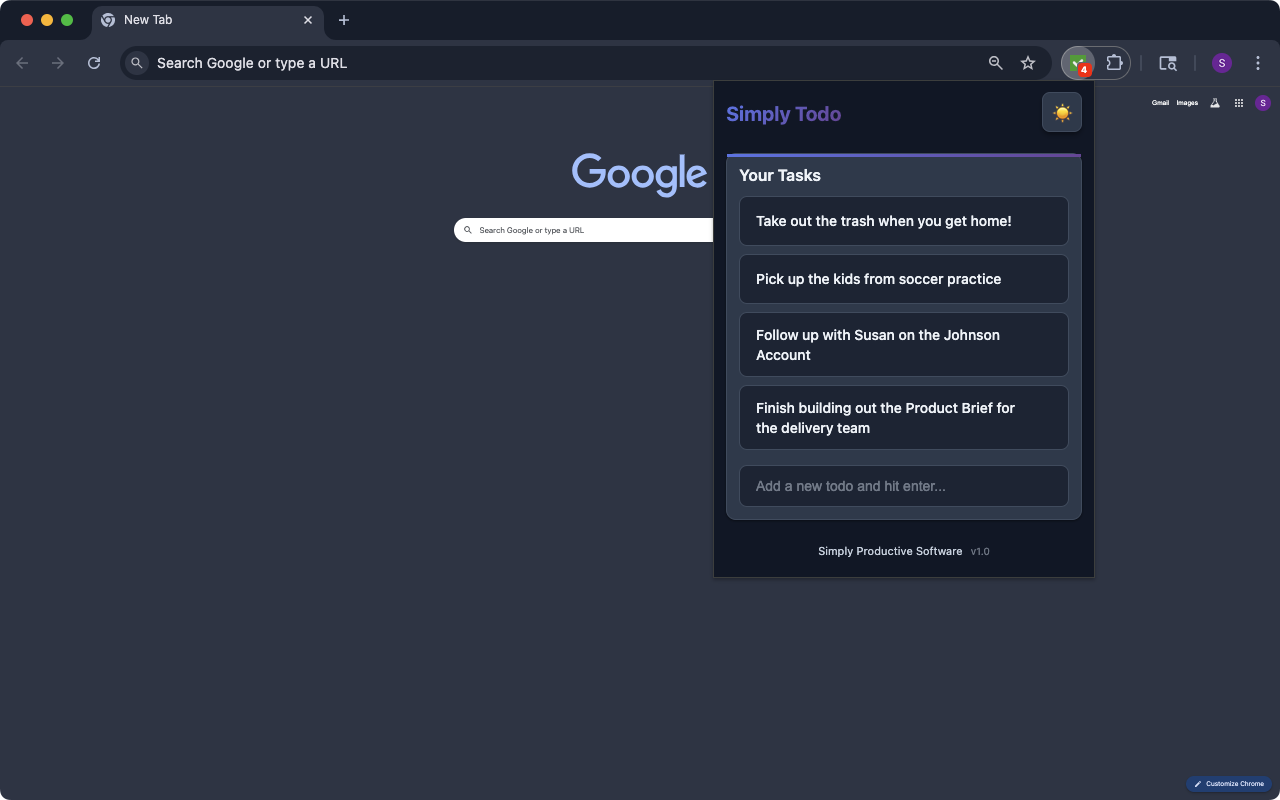 New Tab
Search Google or type a URL
4
S
Simply Todo
Gmail Images
S
Google
Your Tasks
Search Google or type a URL
Take out the trash when you get home!
Pick up the kids from soccer practice
Follow up with Susan on the Johnson
Account
Finish building out the Product Brief for
the delivery team
Add a new todo and hit enter...
Simply Productive Software v1.0
Customize Chrome